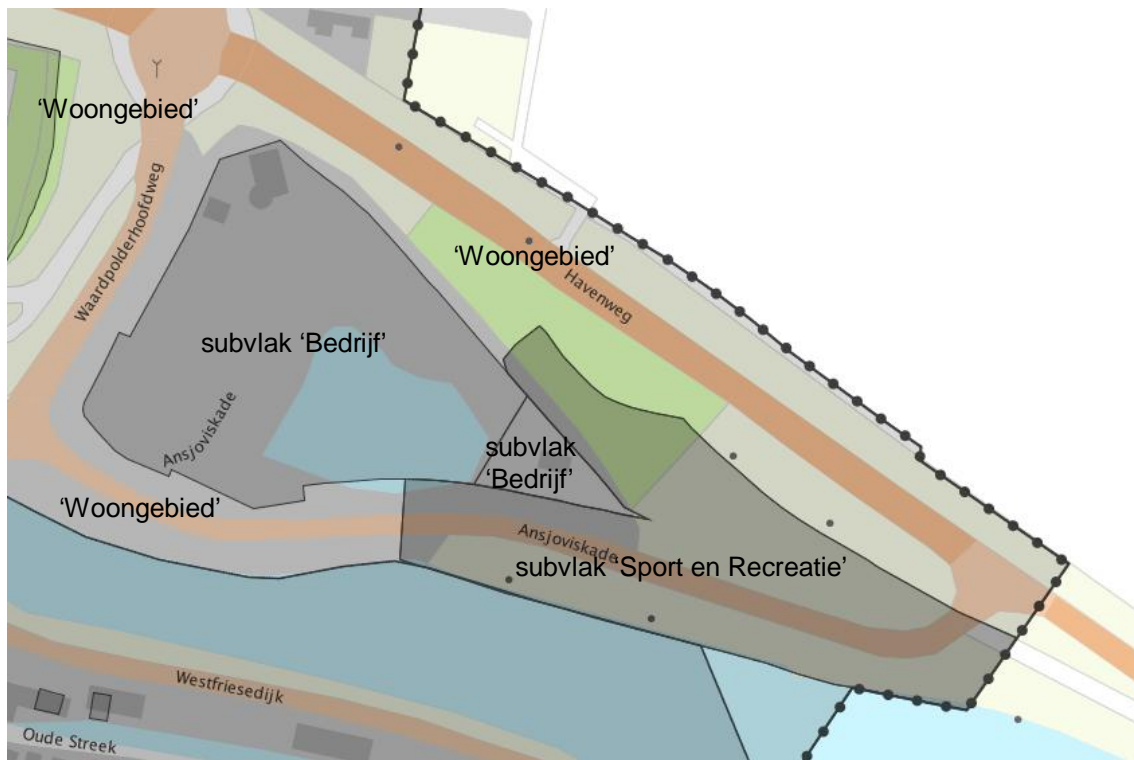 ‘Woongebied’
Waardpolderhoofdweg
‘Woongebied’
Havenweg
subvlak ‘Bedrijf’
Ansjoviskade
subvlak
‘Bedrijf’
‘Woongebied’
Ansjoviskade
subvlak ‘Sport en Recreatie’
Westfriesedijk
Oude Streek